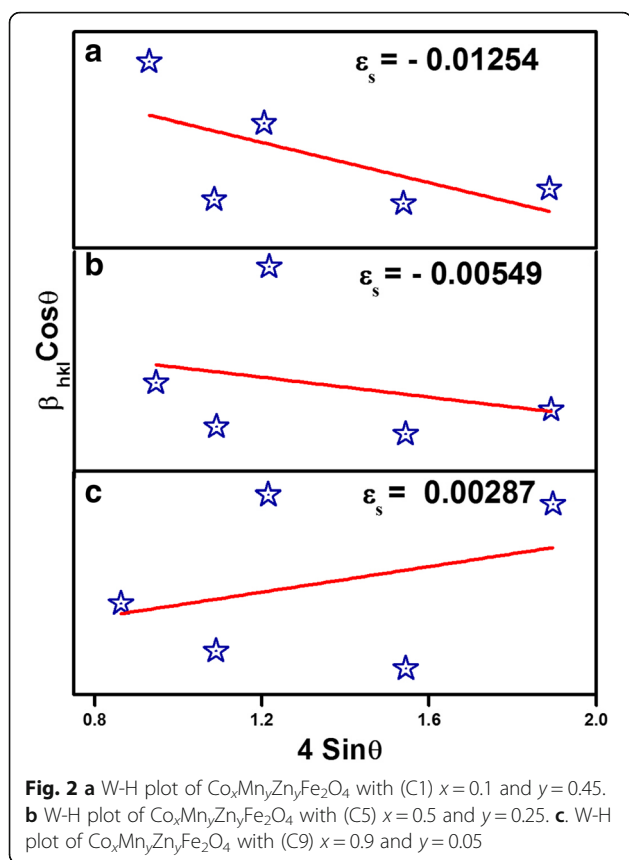 a
εs = - 0.01254
b
εs = - 0.00549
c
εs = 0.00287
βhkl Cosθ
0.8 1.2 1.6 2.0
4 Sinθ
Fig. 2 a W-H plot of CoxMnyZnyFe2O4 with (C1) x = 0.1 and y = 0.45.
b W-H plot of CoxMnyZnyFe2O4 with (C5) x = 0.5 and y = 0.25. c. W-H
plot of CoxMnyZnyFe2O4 with (C9) x = 0.9 and y = 0.05